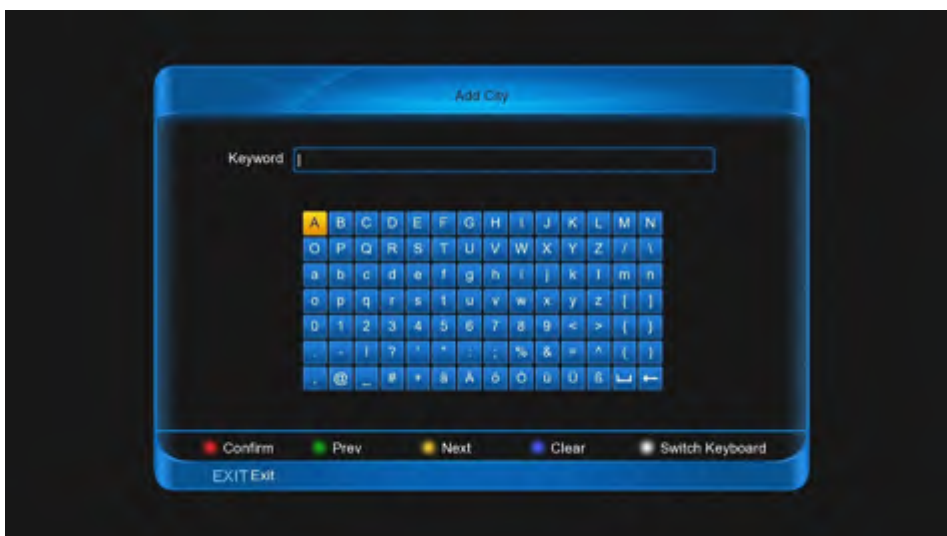 Add City
Keyword
A B C D E F G H I J K L M N
O P Q R S T U V W X Y Z / \
a b c d e f g h i j k l m n
o p q r s t u v w x y z [ ]
0 1 2 3 4 5 6 7 8 9 < > ( )
. - ! ? ' " : ; % & = ^ { }
, @ _ # *
Confirm Prev Next Clear Switch Keyboard
EXIT Exit